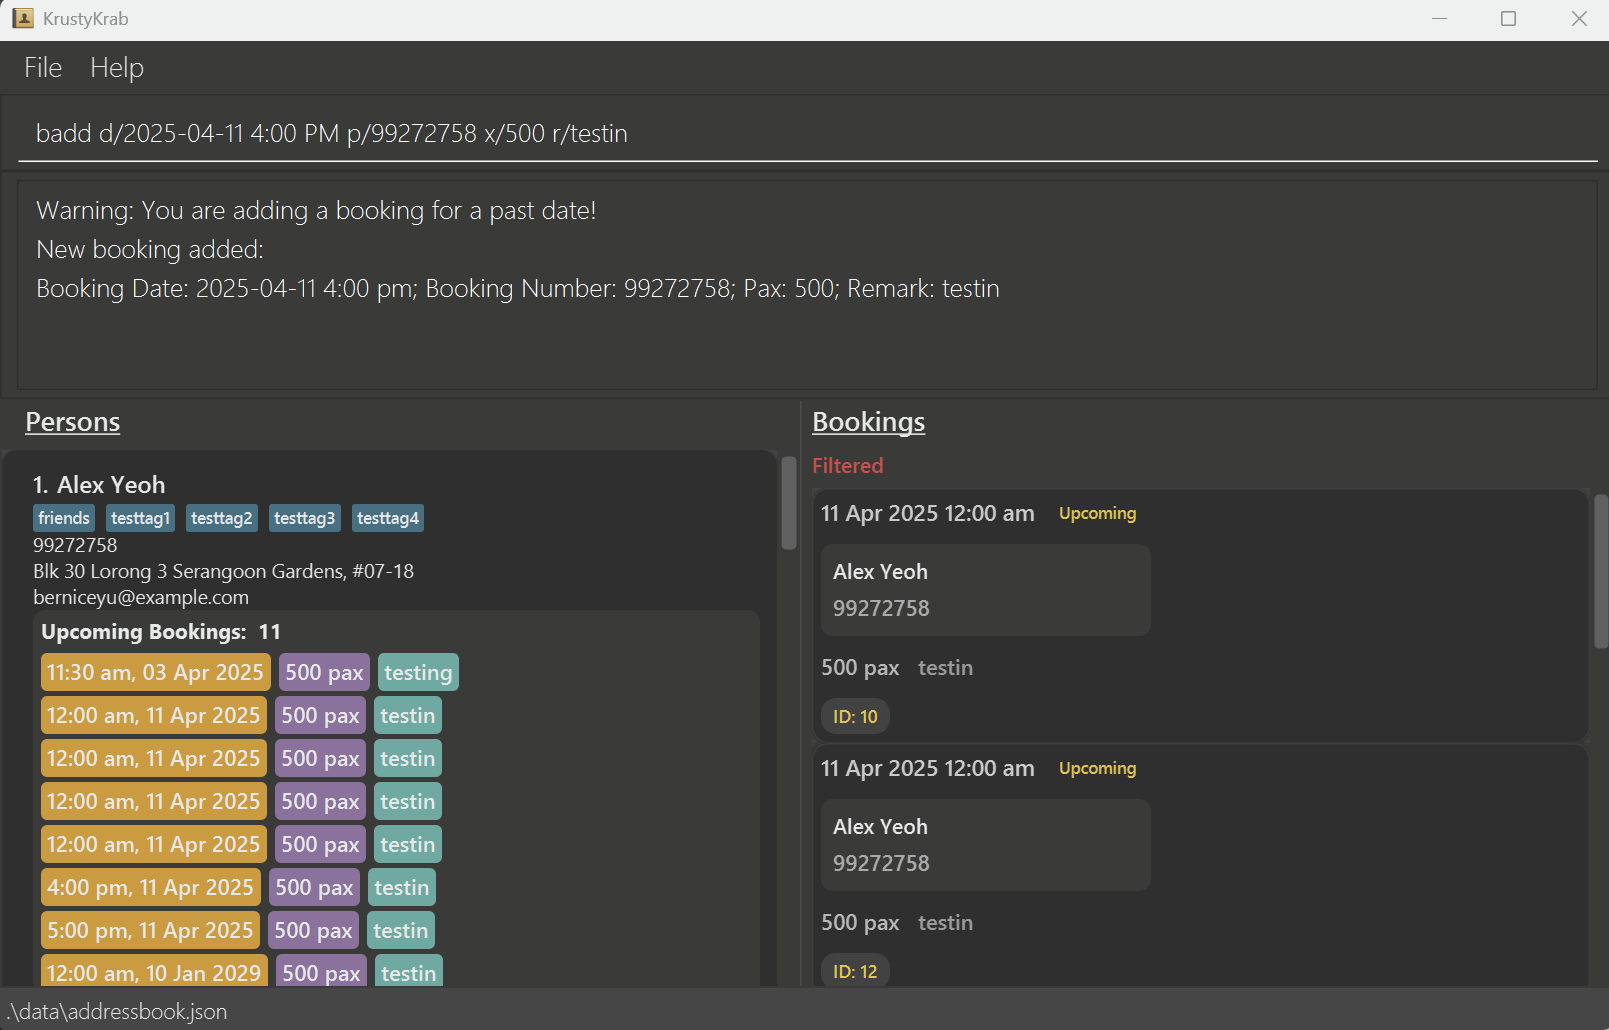 KrustyKrab
File Help
badd d/2025-04-11 4:00 PM p/99272758 x/500 r/testin
Warning: You are adding a booking for a past date!
New booking added:
Booking Date: 2025-04-11 4:00 pm; Booking Number: 99272758; Pax: 500; Remark: testin
Persons
1. Alex Yeoh
friends testtag1 testtag2 testtag3 testtag4
99272758
Blk 30 Lorong 3 Serangoon Gardens, #07-18
berniceyu@example.com
Upcoming Bookings: 11
11:30 am, 03 Apr 2025 500 pax testing
12:00 am, 11 Apr 2025 500 pax testin
12:00 am, 11 Apr 2025 500 pax testin
12:00 am, 11 Apr 2025 500 pax testin
12:00 am, 11 Apr 2025 500 pax testin
4:00 pm, 11 Apr 2025 500 pax testin
5:00 pm, 11 Apr 2025 500 pax testin
12:00 am, 10 Jan 2029 500 pax testin
Bookings
Filtered
11 Apr 2025 12:00 am Upcoming
Alex Yeoh
99272758
500 pax testin
ID: 10
11 Apr 2025 12:00 am Upcoming
Alex Yeoh
99272758
500 pax testin
ID: 12
.\data\addressbook.json